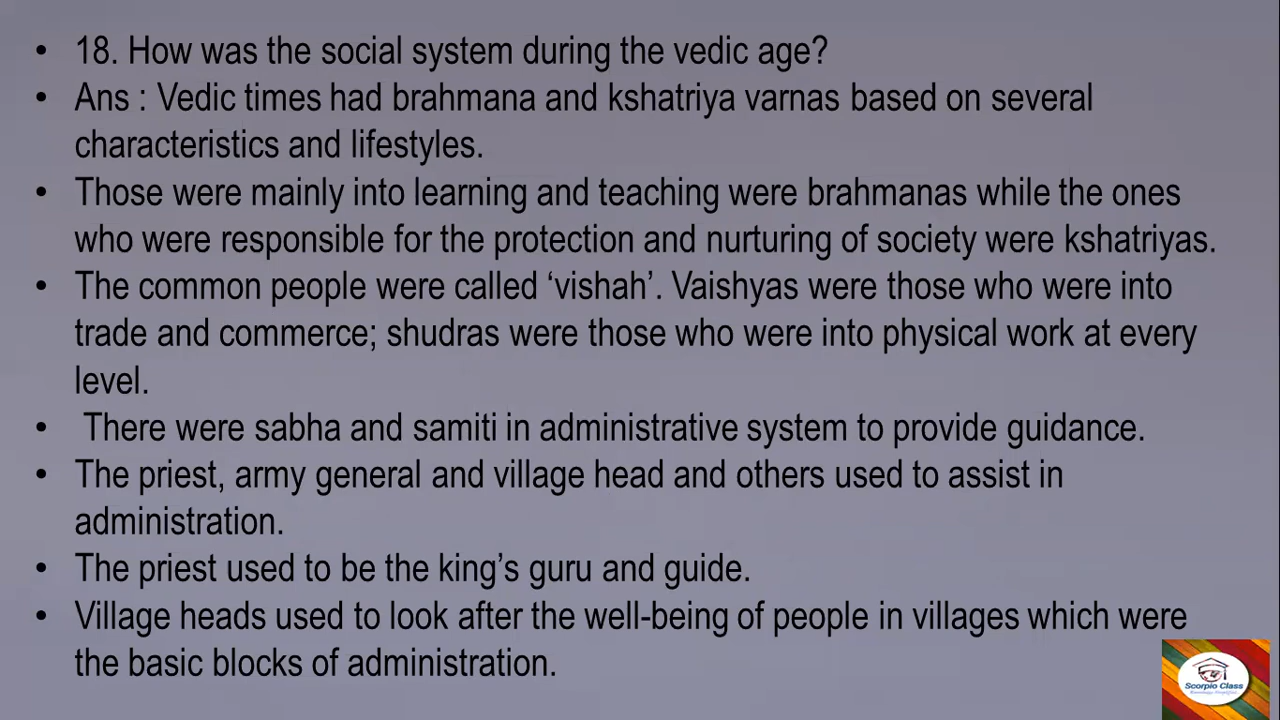 • 18. How was the social system during the vedic age?
• Ans : Vedic times had brahmana and kshatriya varnas based on several
characteristics and lifestyles.
• Those were mainly into learning and teaching were brahmanas while the ones
who were responsible for the protection and nurturing of society were kshatriyas.
• The common people were called ‘vishah’. Vaishyas were those who were into
trade and commerce; shudras were those who were into physical work at every
level.
• There were sabha and samiti in administrative system to provide guidance.
• The priest, army general and village head and others used to assist in
administration.
• The priest used to be the king’s guru and guide.
• Village heads used to look after the well-being of people in villages which were
the basic blocks of administration.
Scorpio Class